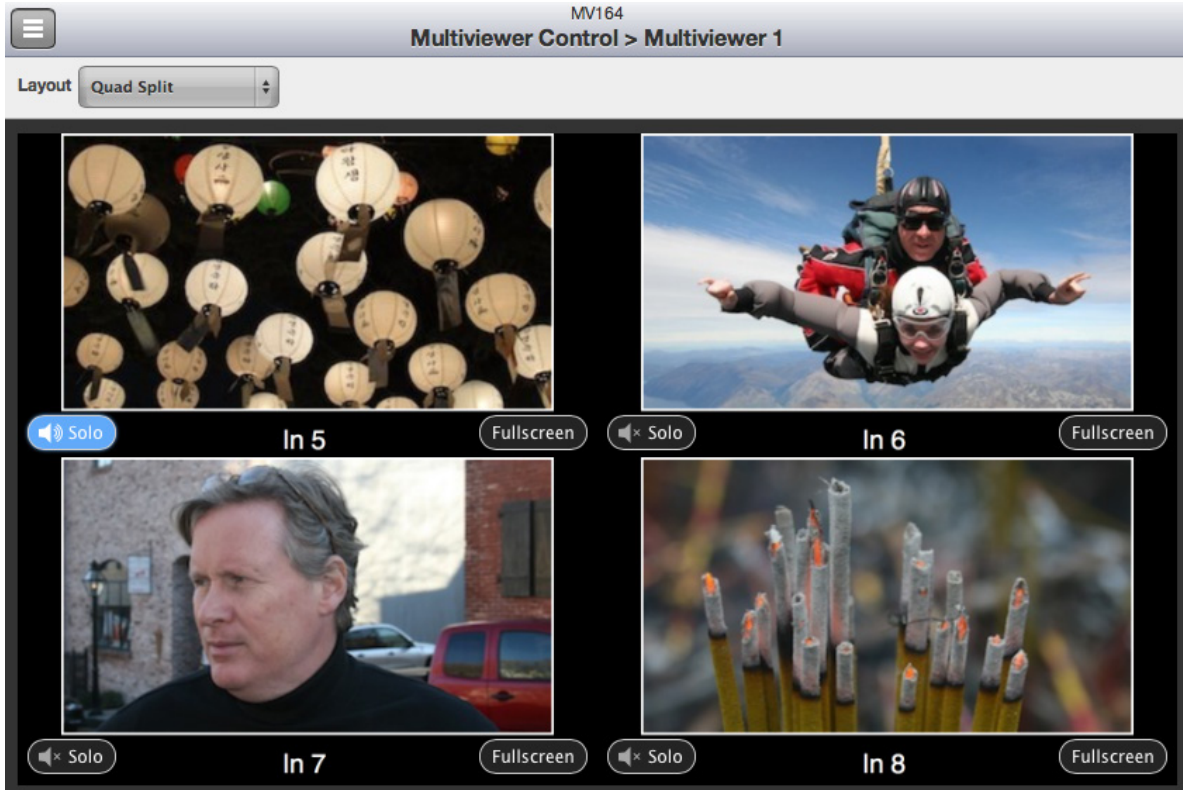 MV164
Multiviewer Control > Multiviewer 1
Layout
Quad Split
Solo
In 5
Fullscreen
Solo
In 6
Fullscreen
Solo
In 7
Fullscreen
Solo
In 8
Fullscreen